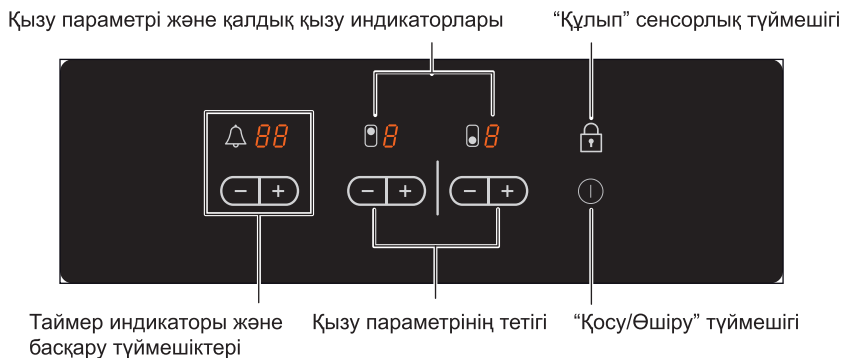 Қызу параметрі және қалдық қызу индикаторлары
“Құлып” сенсорлық түймешігі
88 8 8
− + − + − +
Таймер индикаторы және
басқару түймешіктері
Қызу параметрінің тетігі
“Қосу/Өшіру” түймешігі